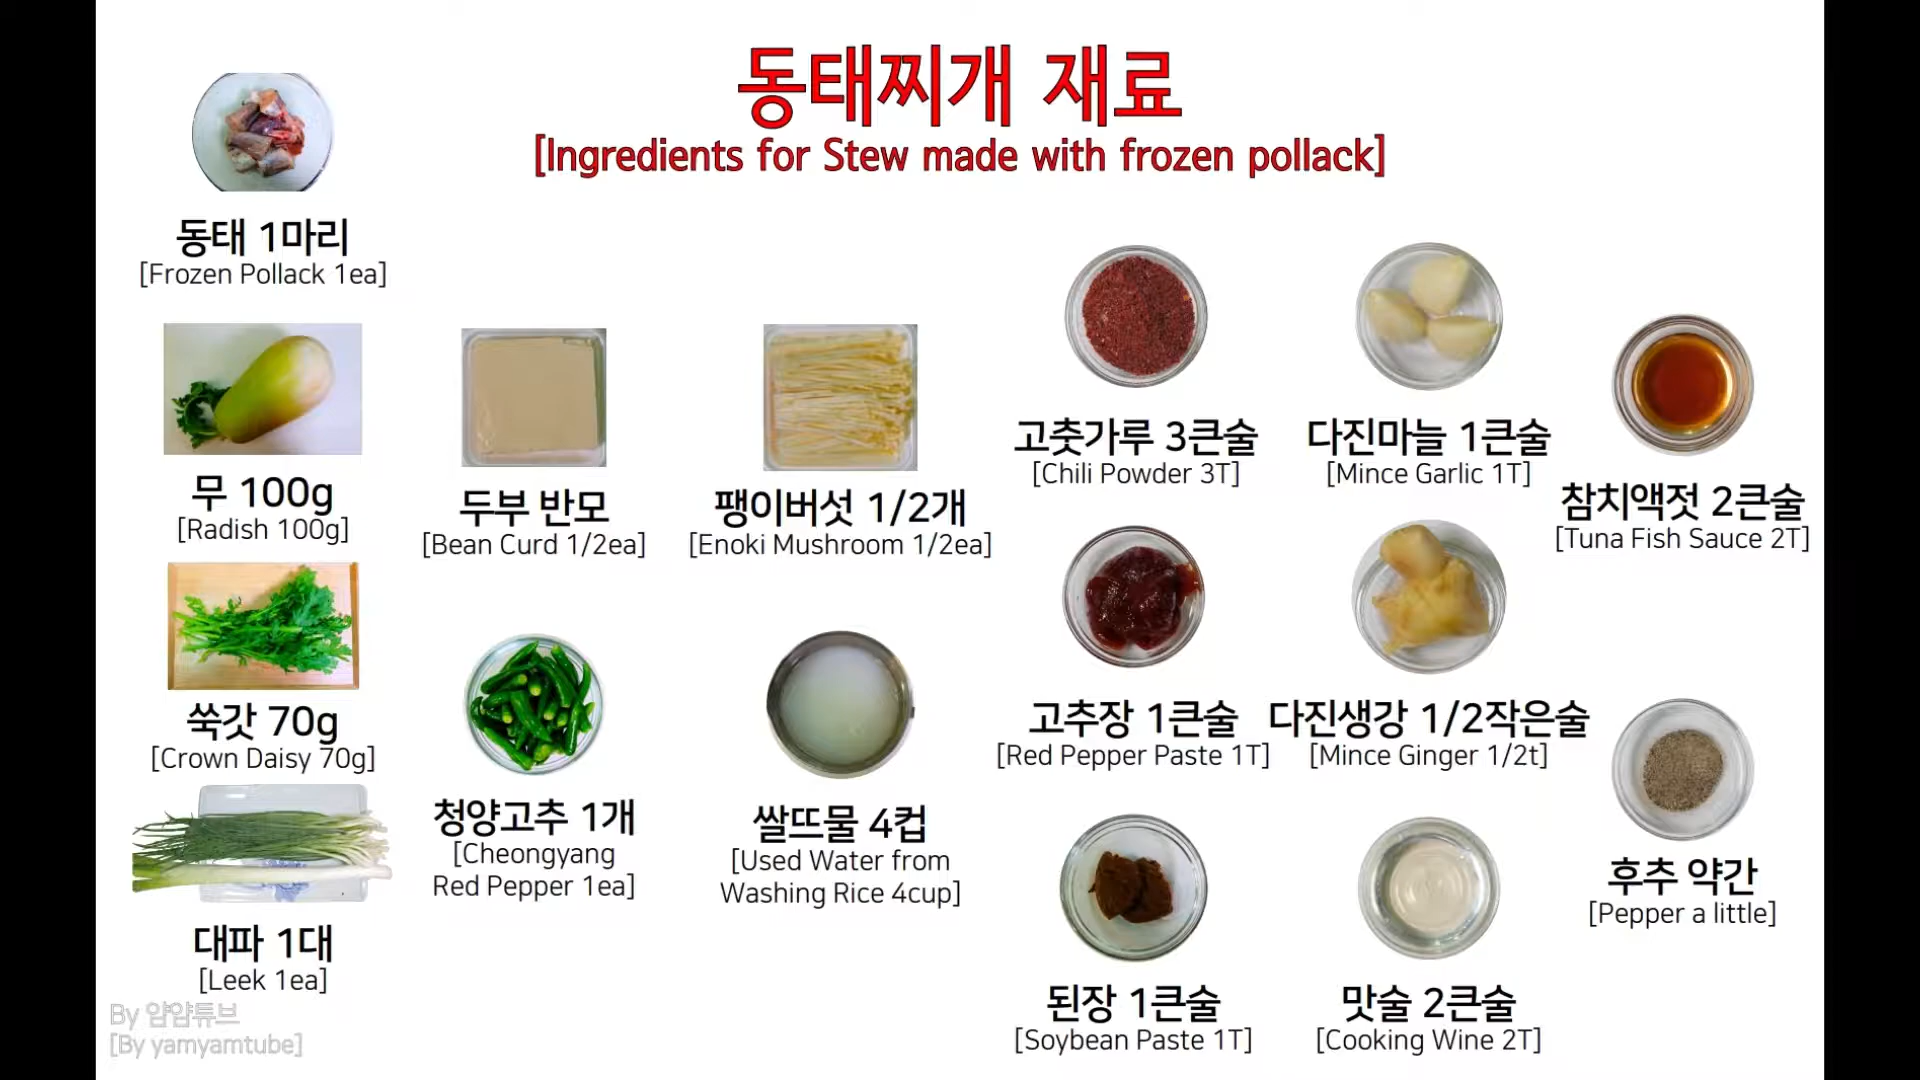 동태찌개 재료
[Ingredients for Stew made with frozen pollack]
동태 1마리
[Frozen Pollack 1ea]
무 100g
[Radish 100g]
쑥갓 70g
[Crown Daisy 70g]
대파 1대
[Leek 1ea]
두부 반모
[Bean Curd 1/2ea]
청양고추 1개
[Cheongyang
Red Pepper 1ea]
팽이버섯 1/2개
[Enoki Mushroom 1/2ea]
쌀뜨물 4컵
[Used Water from
Washing Rice 4cup]
고춧가루 3큰술
[Chili Powder 3T]
고추장 1큰술
[Red Pepper Paste 1T]
된장 1큰술
[Soybean Paste 1T]
다진마늘 1큰술
[Mince Garlic 1T]
다진생강 1/2작은술
[Mince Ginger 1/2t]
맛술 2큰술
[Cooking Wine 2T]
참치액젓 2큰술
[Tuna Fish Sauce 2T]
후추 약간
[Pepper a little]
By 얌얌튜브
[By yamyamtube]